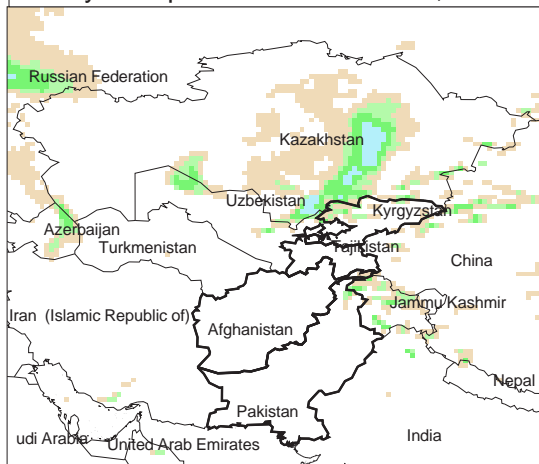 Russian Federation
Kazakhstan
Uzbekistan
Kyrgyzstan
Azerbaijan
Turkmenistan
Tajikistan
China
Jammu Kashmir
Iran (Islamic Republic of)
Afghanistan
Nepal
Pakistan
udi Arabia
United Arab Emirates
India